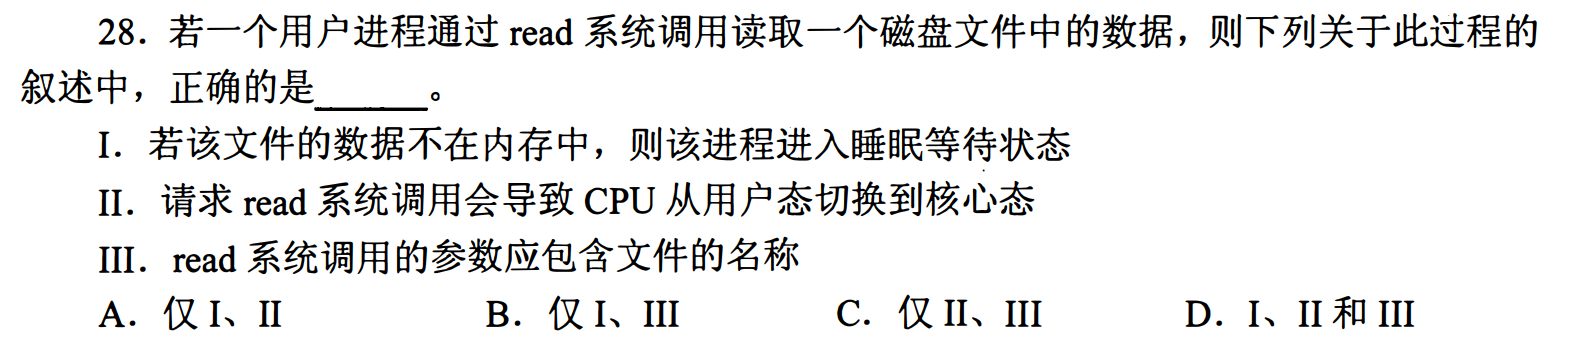 28．若一个用户进程通过 read 系统调用读取一个磁盘文件中的数据，则下列关于此过程的
叙述中，正确的是______。
I．若该文件的数据不在内存中，则该进程进入睡眠等待状态
II．请求 read 系统调用会导致 CPU 从用户态切换到核心态
III．read 系统调用的参数应包含文件的名称
A．仅 I、II B．仅 I、III C．仅 II、III D．I、II 和 III